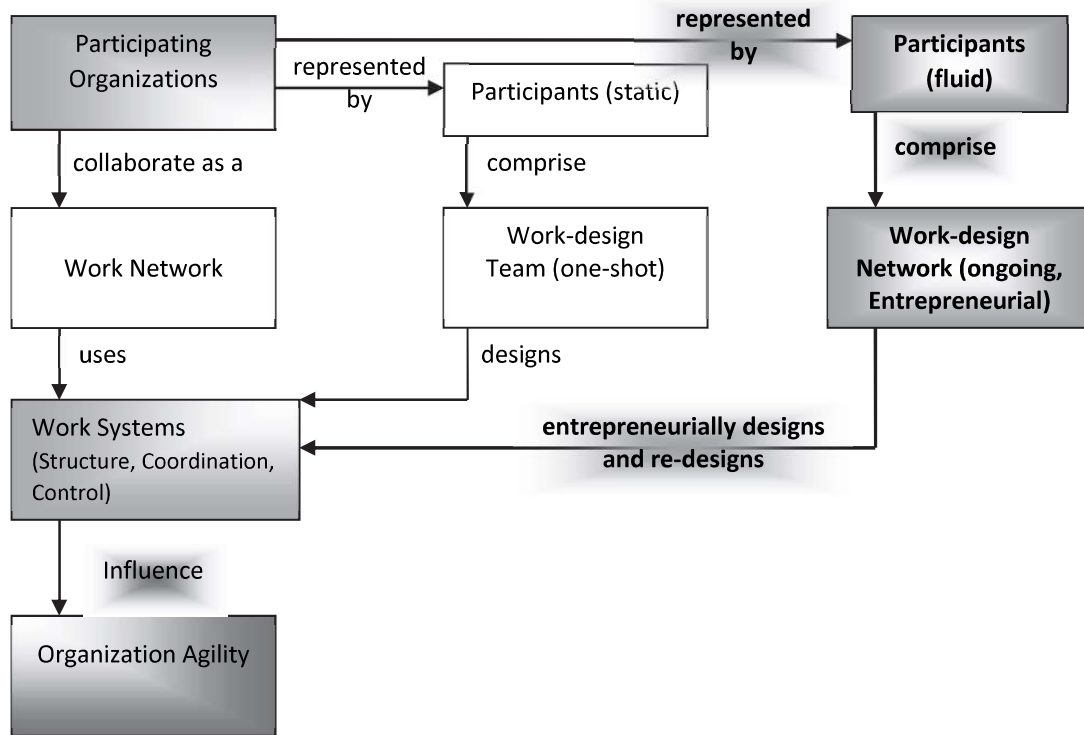 Participating
Organizations
represented
by
Participants
(fluid)
represented
by
Participants (static)
collaborate as a
comprise
comprise
Work Network
Work-design
Team (one-shot)
Work-design
Network (ongoing,
Entrepreneurial)
uses
designs
Work Systems
(Structure, Coordination,
Control)
entrepreneurially designs
and re-designs
Influence
Organization Agility